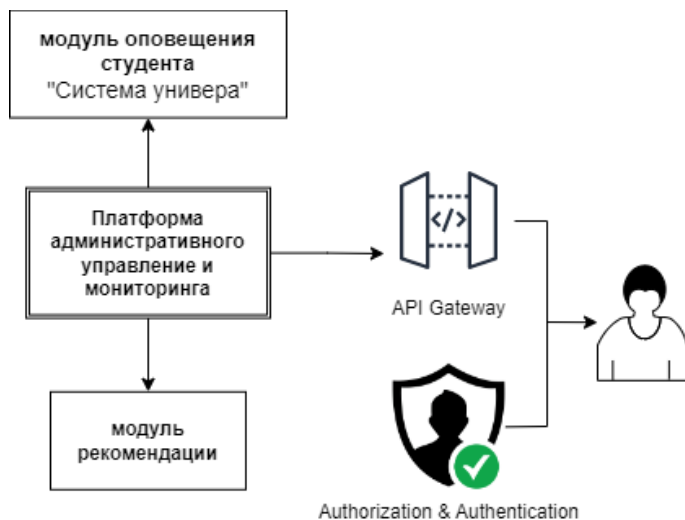 модуль оповещения
студента
"Система универа"
Платформа
административного
управление и
мониторинга
</>
API Gateway
модуль
рекомендации
Authorization & Authentication